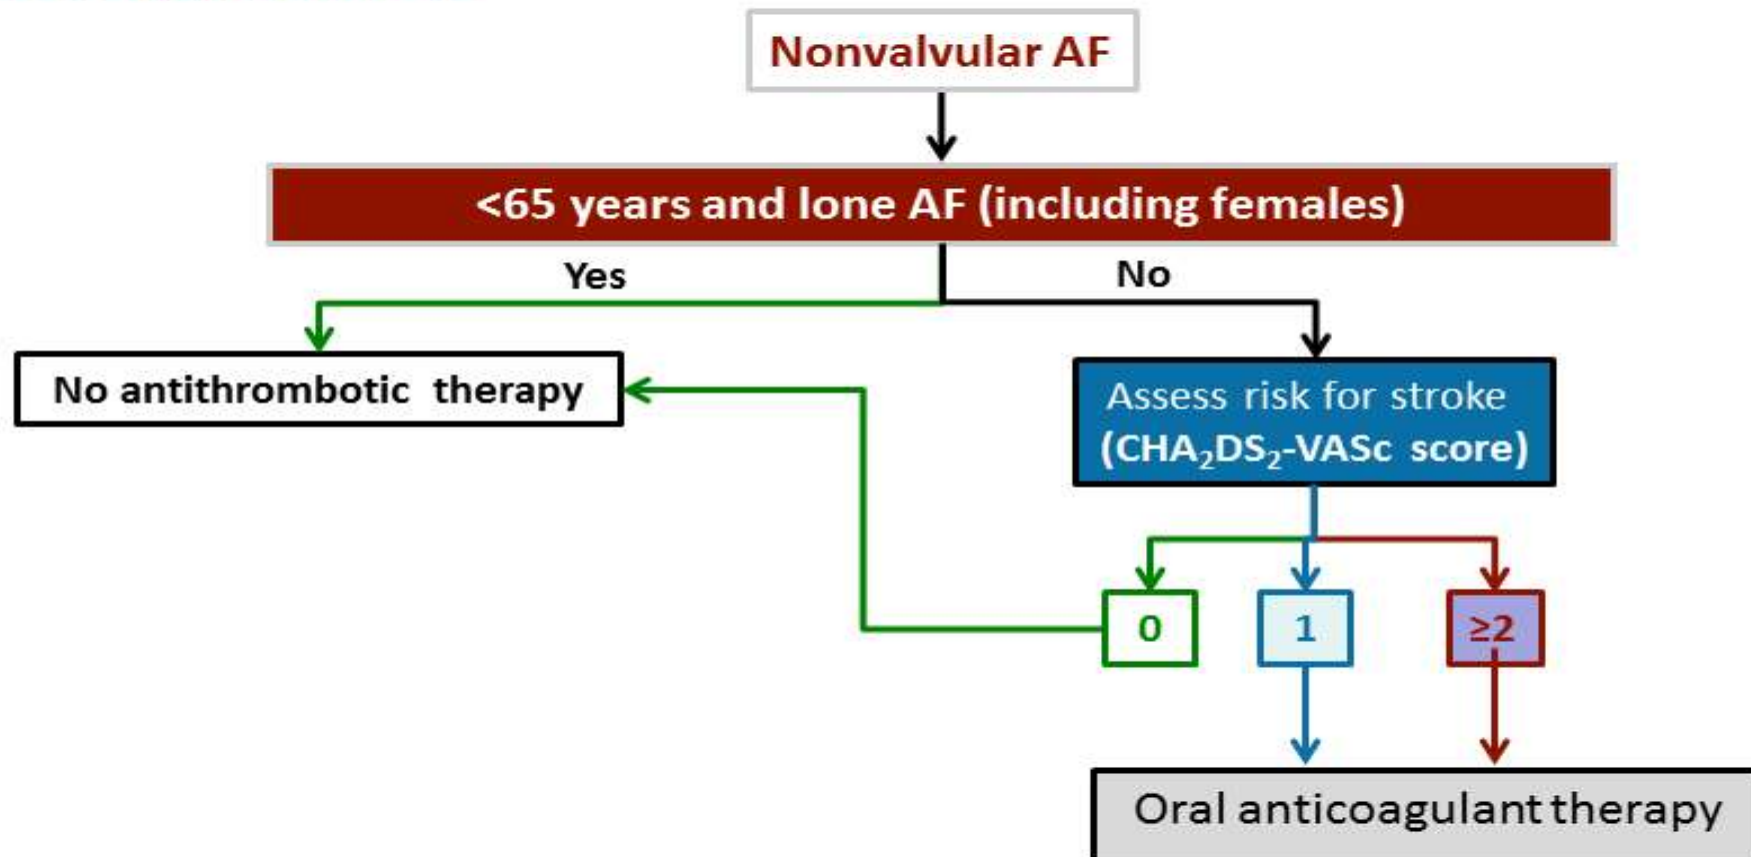 Nonvalvular AF
<65 years and lone AF (including females)
Yes
No
No antithrombotic therapy
Assess risk for stroke
(CHA₂DS₂-VASc score)
0
1
≥2
Oral anticoagulant therapy